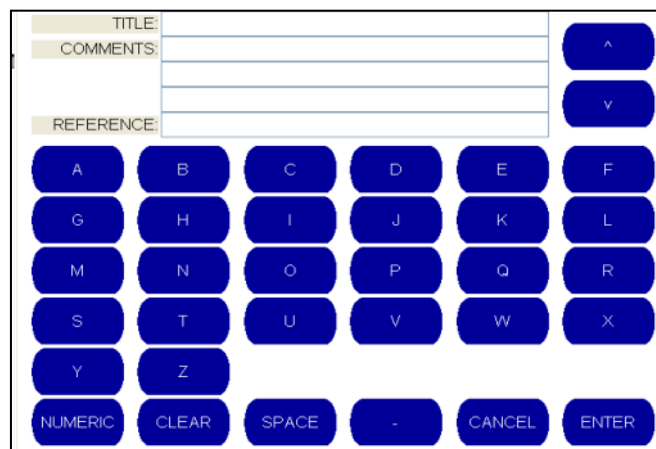 TITLE:
^
COMMENTS:
v
REFERENCE:
A B C D E F
G H I J K L
M N O P Q R
S T U V W X
Y Z
NUMERIC CLEAR SPACE - CANCEL ENTER